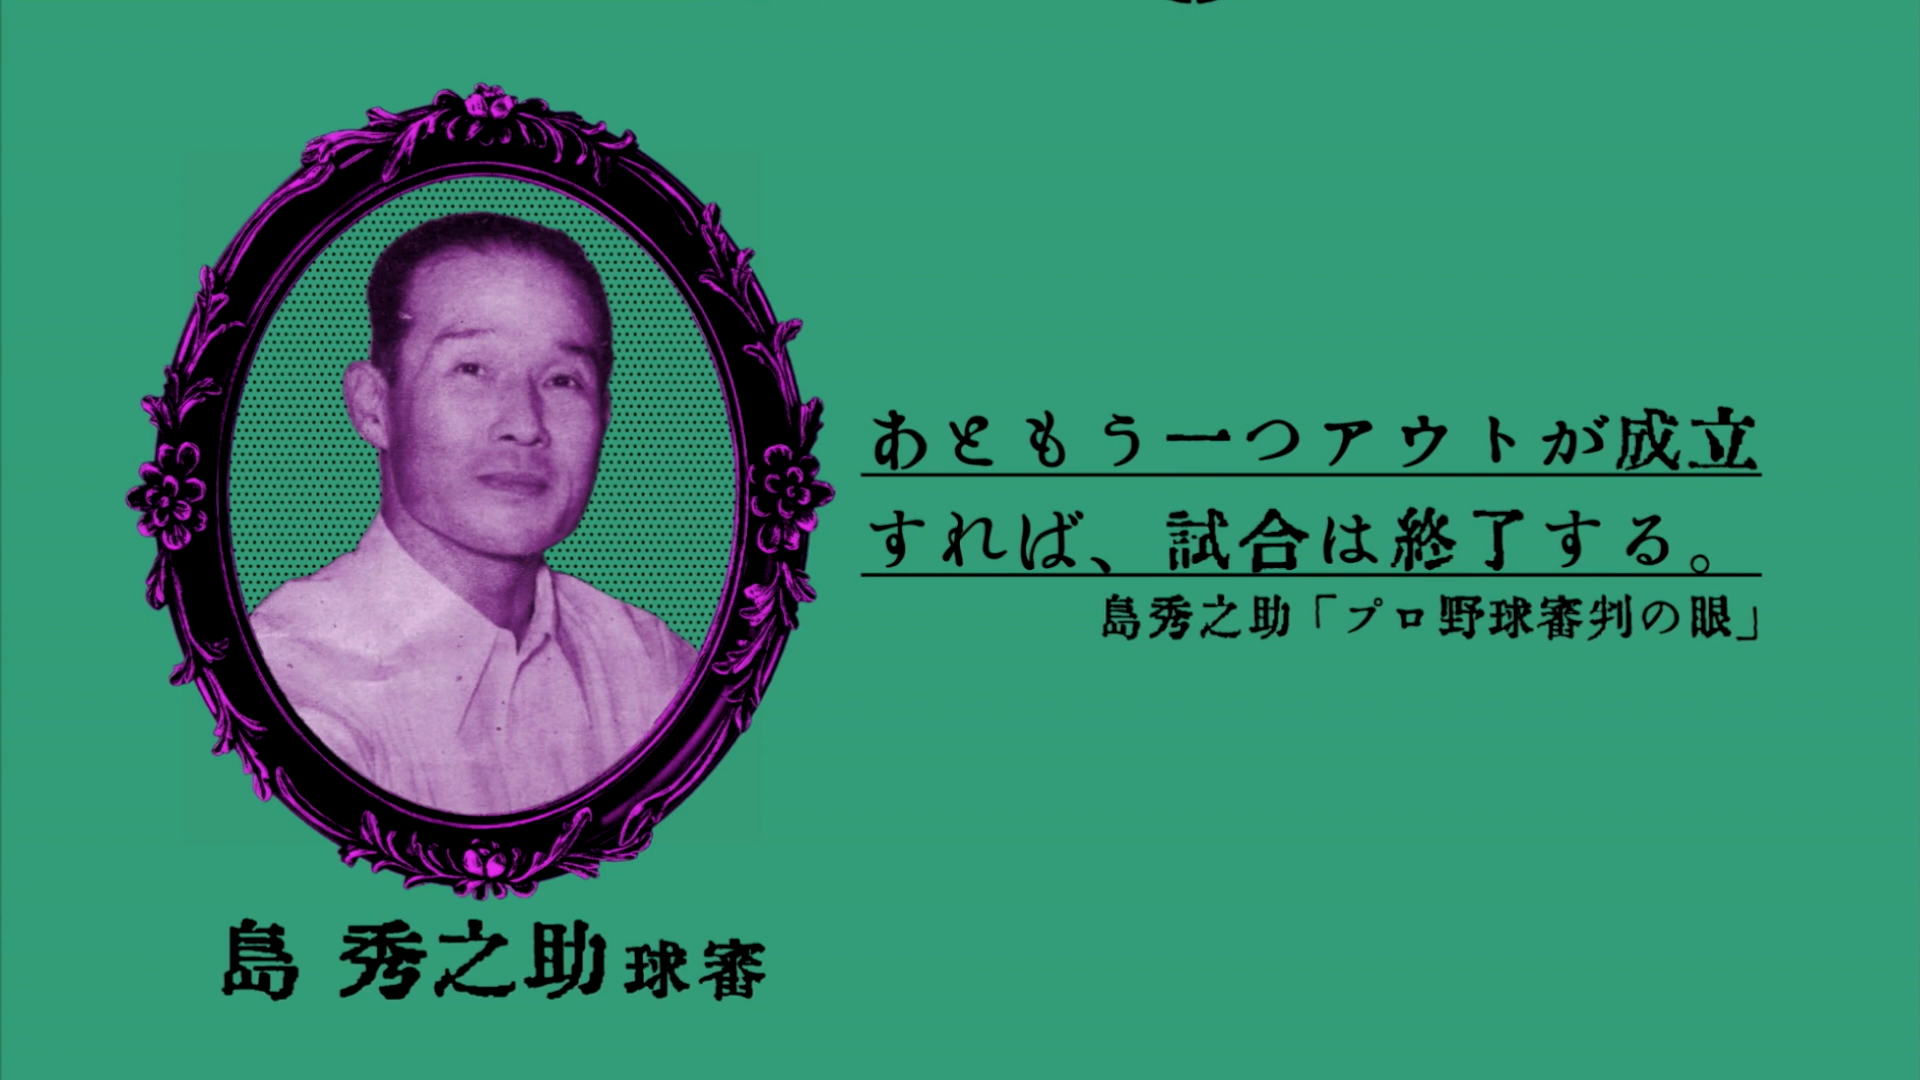 あともう一つアウトが成立
すれば、試合は終了する。
島秀之助「プロ野球審判の眼」
島 秀之助 球審